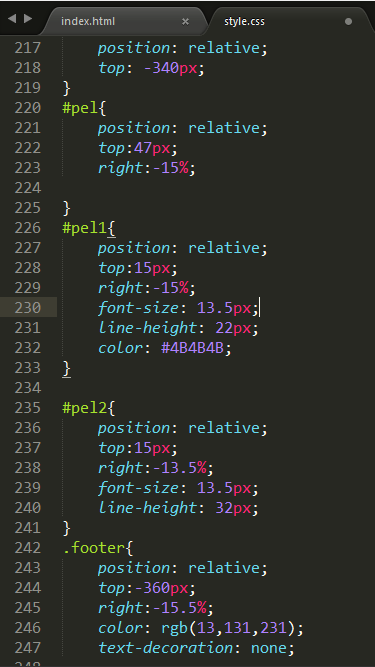 index.html × style.css
217 position: relative;
218 top: -340px;
219 }
220 #pel{
221 position: relative;
222 top:47px;
223 right:-15%;
224
225 }
226 #pel1{
227 position: relative;
228 top:15px;
229 right:-15%;
230 font-size: 13.5px;
231 line-height: 22px;
232 color: #4B4B4B;
233 }
234
235 #pel2{
236 position: relative;
237 top:15px;
238 right:-13.5%;
239 font-size: 13.5px;
240 line-height: 32px;
241 }
242 .footer{
243 position: relative;
244 top:-360px;
245 right:-15.5%;
246 color: rgb(13,131,231);
247 text-decoration: none;